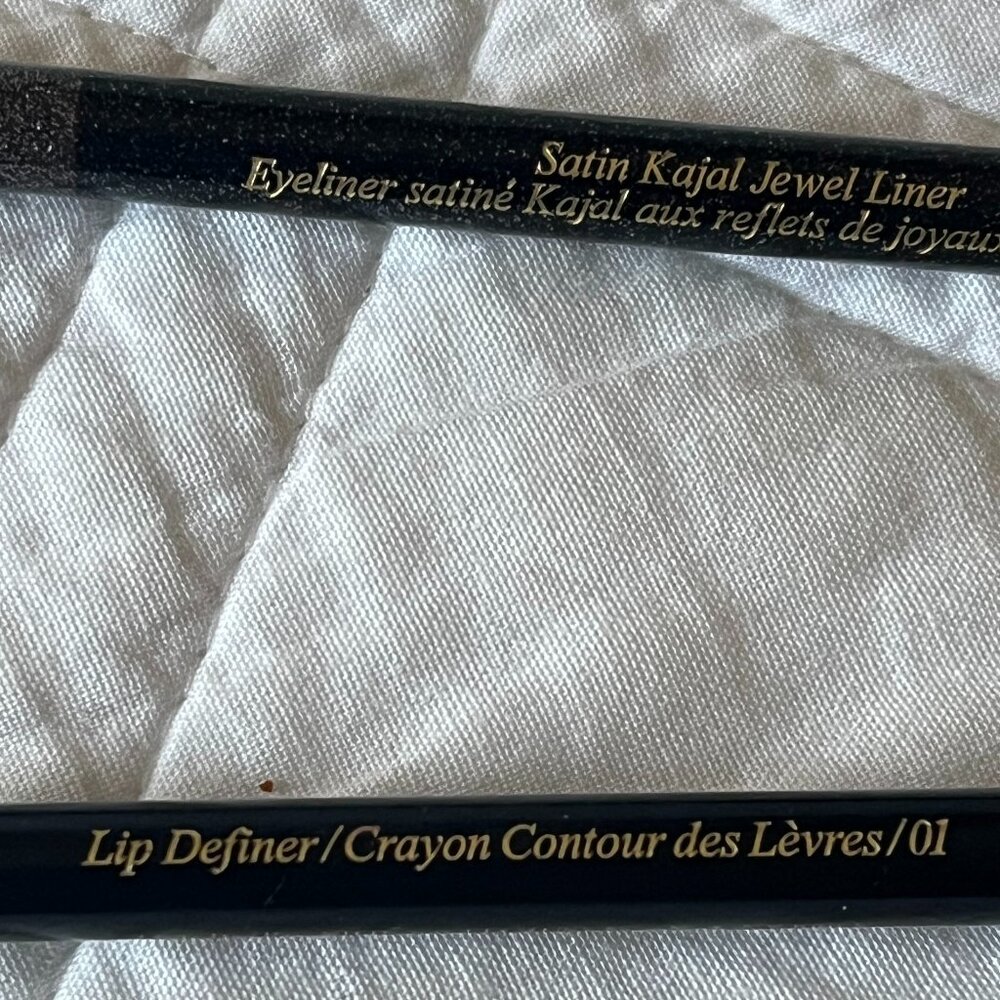 Satin Kajal Jewel Liner
Eyeliner satiné Kajal aux reflets de joyaux
Lip Definer/Crayon Contour des Lèvres/01